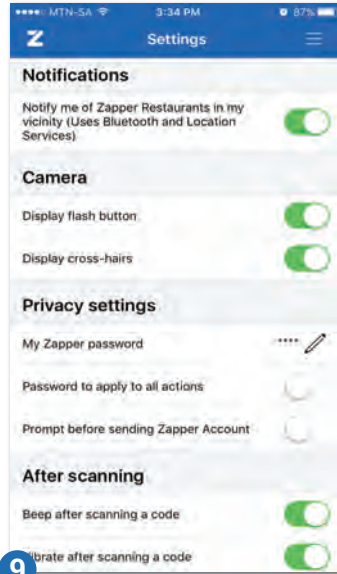 MTN-SA 3:34 PM 87%
Z Settings
Notifications
Notify me of Zapper Restaurants in my
vicinity (Uses Bluetooth and Location
Services)
Camera
Display flash button
Display cross-hairs
Privacy settings
My Zapper password ····
Password to apply to all actions
Prompt before sending Zapper Account
After scanning
Beep after scanning a code
9 ibrate after scanning a code